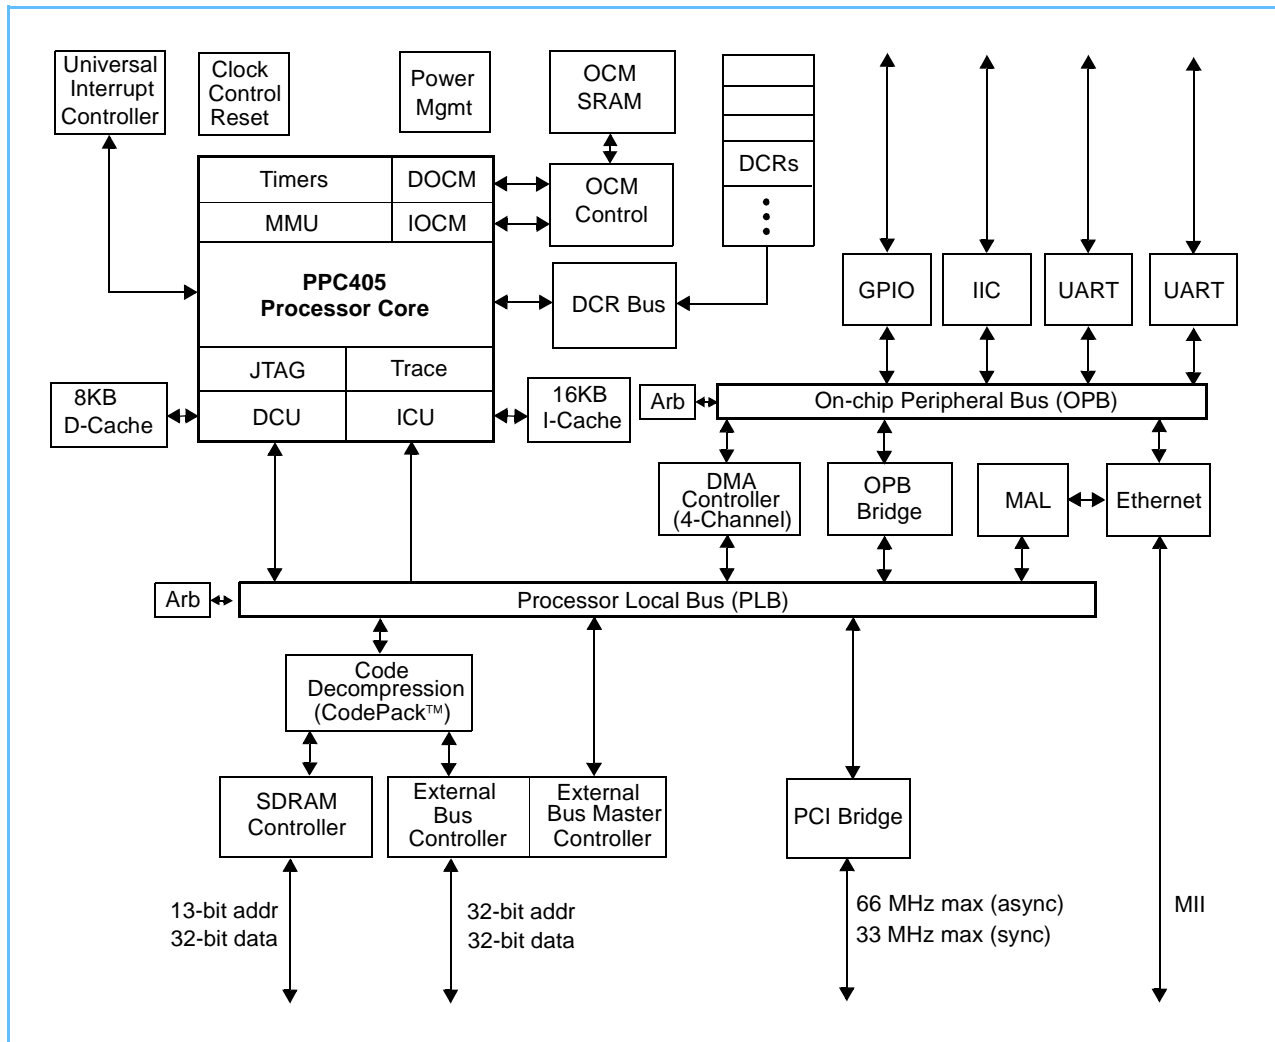 Universal
Interrupt
Controller
Clock
Control
Reset
Power
Mgmt
OCM
SRAM
DCRs
Timers
DOCM
MMU
IOCM
OCM
Control
PPC405
Processor Core
DCR Bus
GPIO
IIC
UART
UART
JTAG
Trace
8KB
D-Cache
DCU
ICU
16KB
I-Cache
Arb
On-chip Peripheral Bus (OPB)
DMA
Controller
(4-Channel)
OPB
Bridge
MAL
Ethernet
Arb
Processor Local Bus (PLB)
Code
Decompression
(CodePack™)
SDRAM
Controller
External
Bus
Controller
External
Bus Master
Controller
PCI Bridge
13-bit addr
32-bit data
32-bit addr
32-bit data
66 MHz max (async)
33 MHz max (sync)
MII